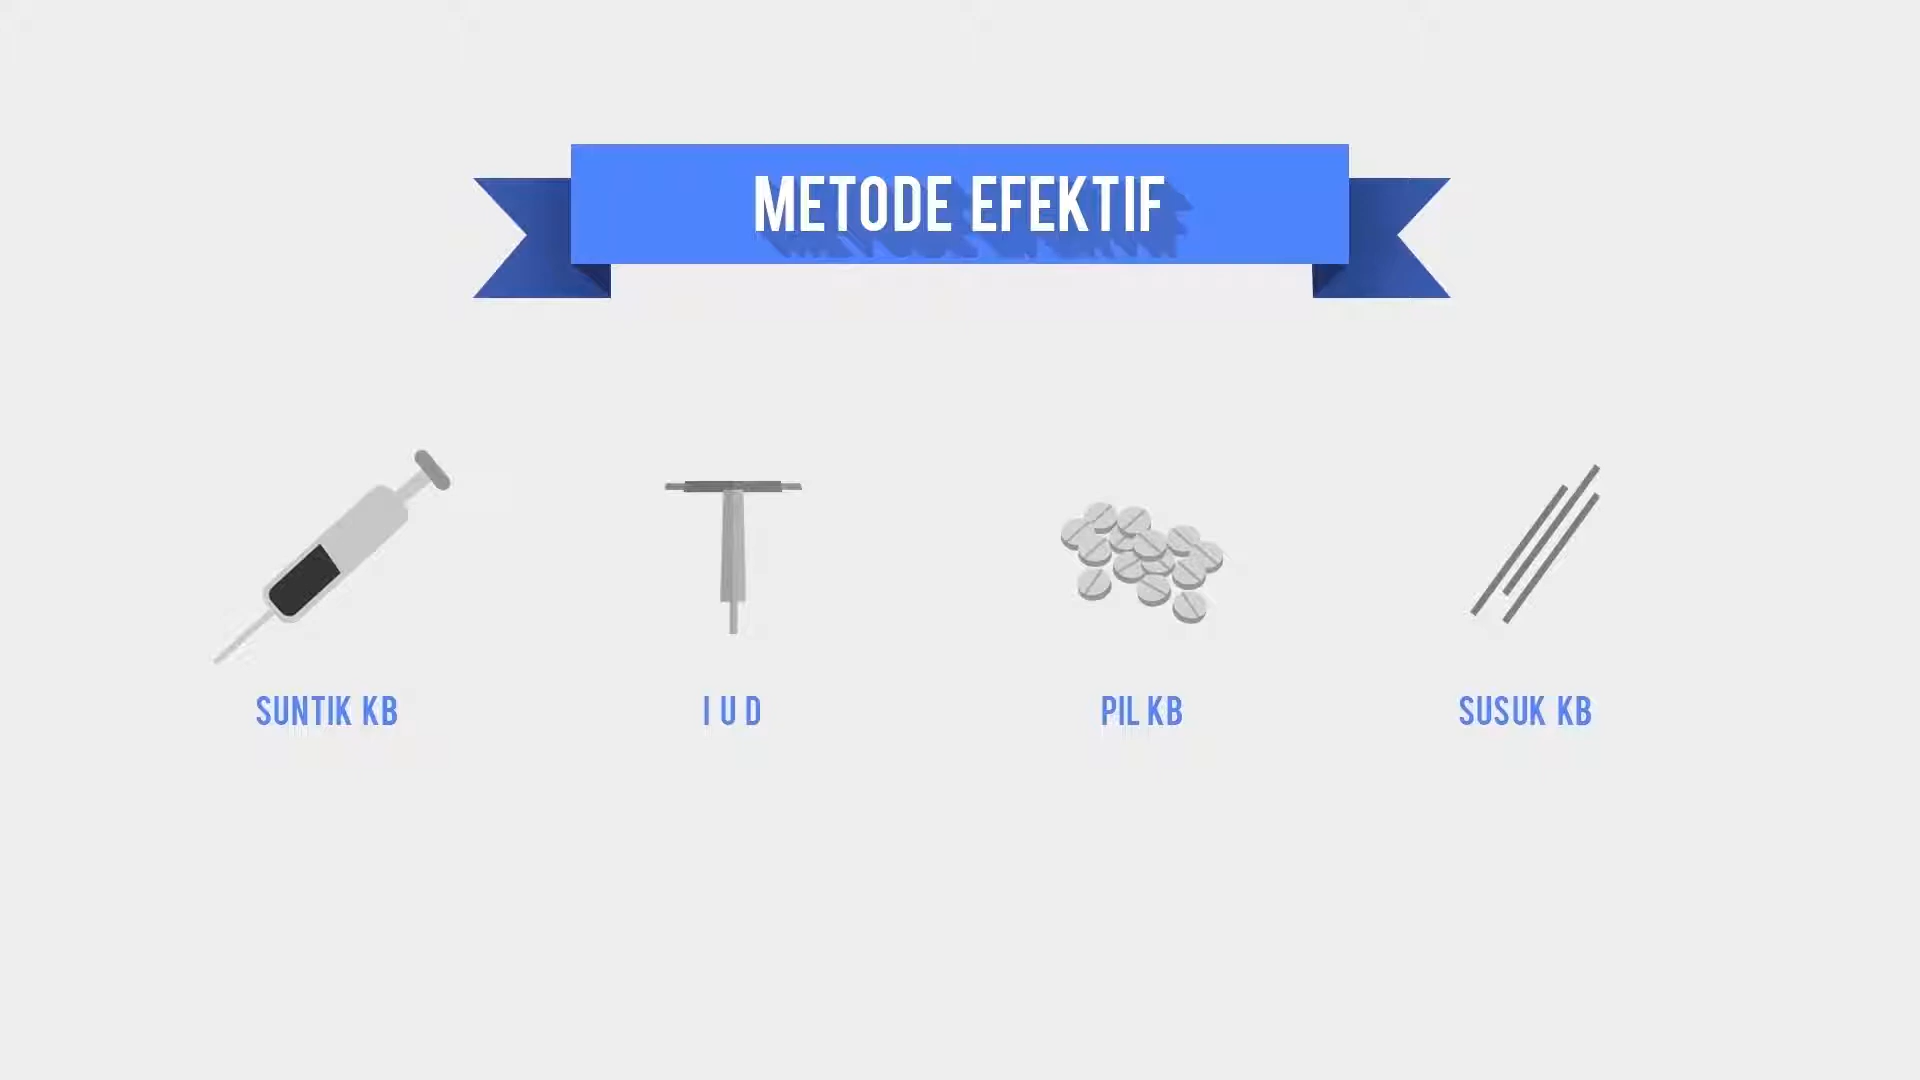 METODE EFEKTIF
SUNTIK KB
I U D
PIL KB
SUSUK KB